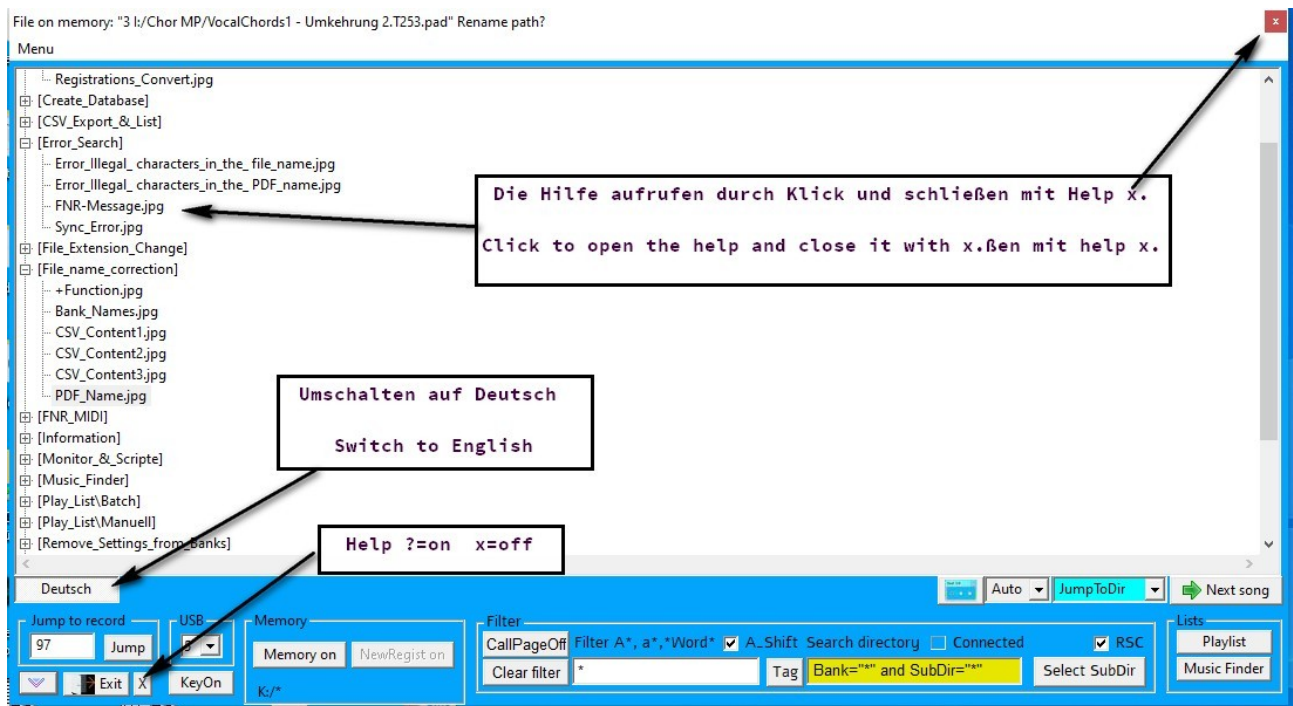 File on memory: "3 I:/Chor MP/VocalChords1 - Umkehrung 2.T253.pad" Rename path?
x
Menu
Registrations_Convert.jpg
[Create_Database]
[CSV_Export_&_List]
[Error_Search]
Error_Illegal_ characters_in_the_ file_name.jpg
Error_Illegal_ characters_in_the_ PDF_name.jpg
FNR-Message.jpg
Sync_Error.jpg
[File_Extension_Change]
[File_name_correction]
+Function.jpg
Bank_Names.jpg
CSV_Content1.jpg
CSV_Content2.jpg
CSV_Content3.jpg
PDF_Name.jpg
[FNR_MIDI]
[Information]
[Monitor_&_Scripte]
[Music_Finder]
[Play_List\Batch]
[Play_List\Manuell]
[Remove_Settings_from_Banks]
Die Hilfe aufrufen durch Klick und schließen mit Help x.
Click to open the help and close it with x.ßen mit help x.
Umschalten auf Deutsch
Switch to English
Help ?=on x=off
Deutsch
Auto
JumpToDir
Next song
Jump to record
97
Jump
USB
Exit
X
KeyOn
Memory
Memory on
NewRegist on
K:/*
Filter
CallPageOff
Filter A*, a*,*Word*
A_Shift
Search directory
Connected
RSC
Clear filter
*
Tag
Bank="*" and SubDir="*"
Select SubDir
Lists
Playlist
Music Finder